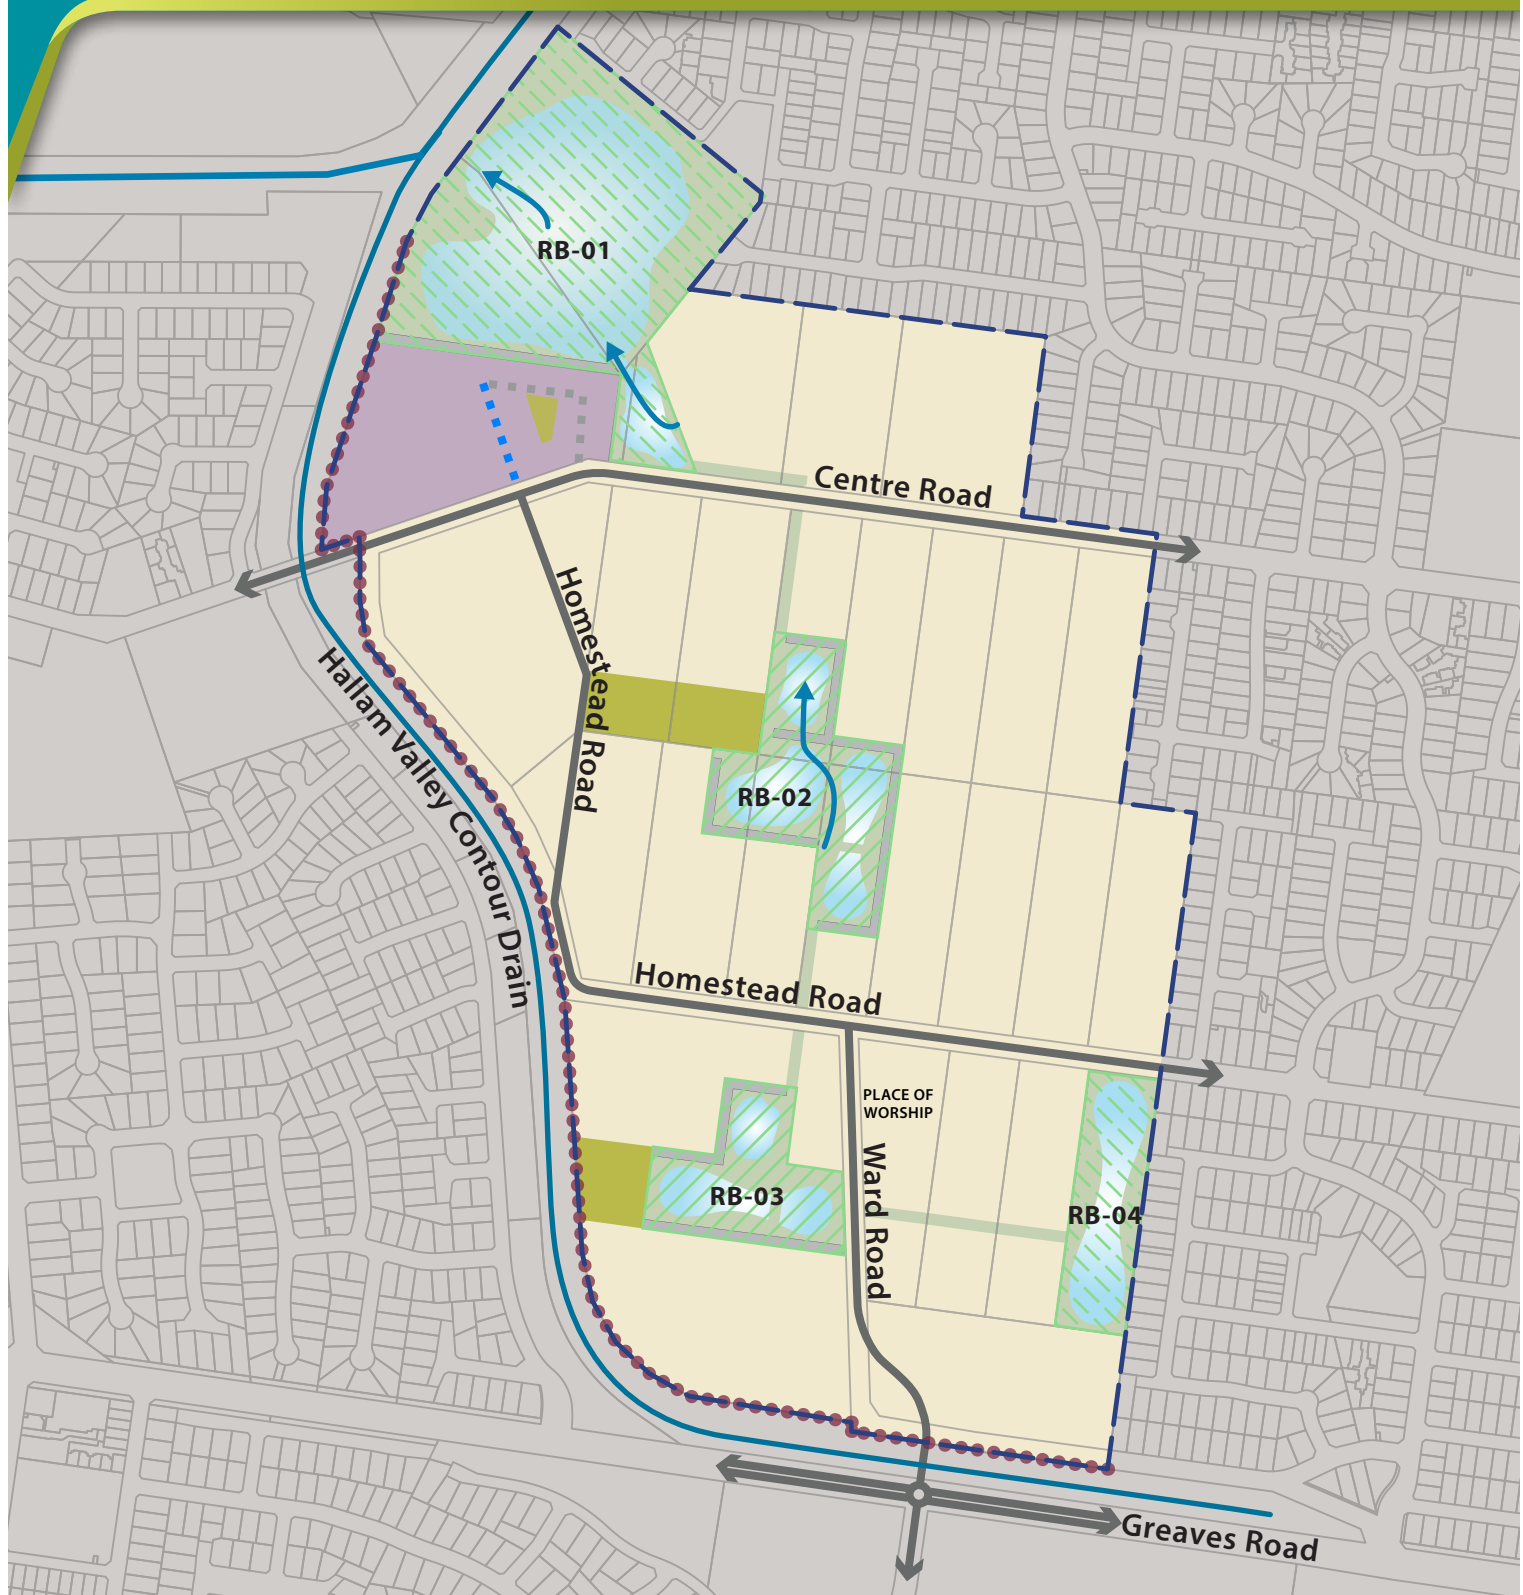 RB-01
Centre Road
Homestead Road
Hallam Valley Contour Drain
RB-02
Homestead Road
PLACE OF
WORSHIP
Ward Road
RB-03
RB-04
Greaves Road